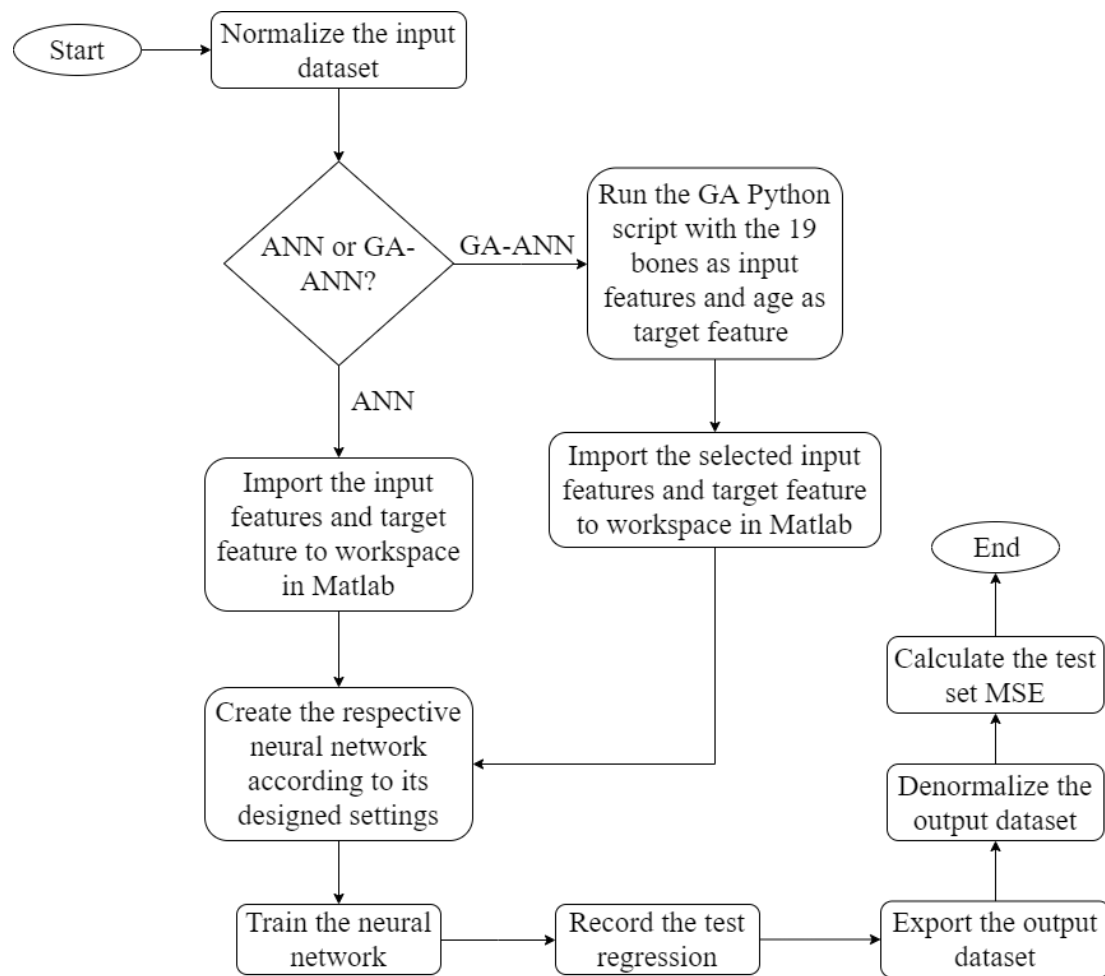 Start
Normalize the input
dataset
ANN or GA-
ANN?
GA-ANN
Run the GA Python
script with the 19
bones as input
features and age as
target feature
ANN
Import the input
features and target
feature to workspace
in Matlab
Import the selected input
features and target feature
to workspace in Matlab
Create the respective
neural network
according to its
designed settings
Train the neural
network
Record the test
regression
Export the output
dataset
Denormalize the
output dataset
Calculate the test
set MSE
End